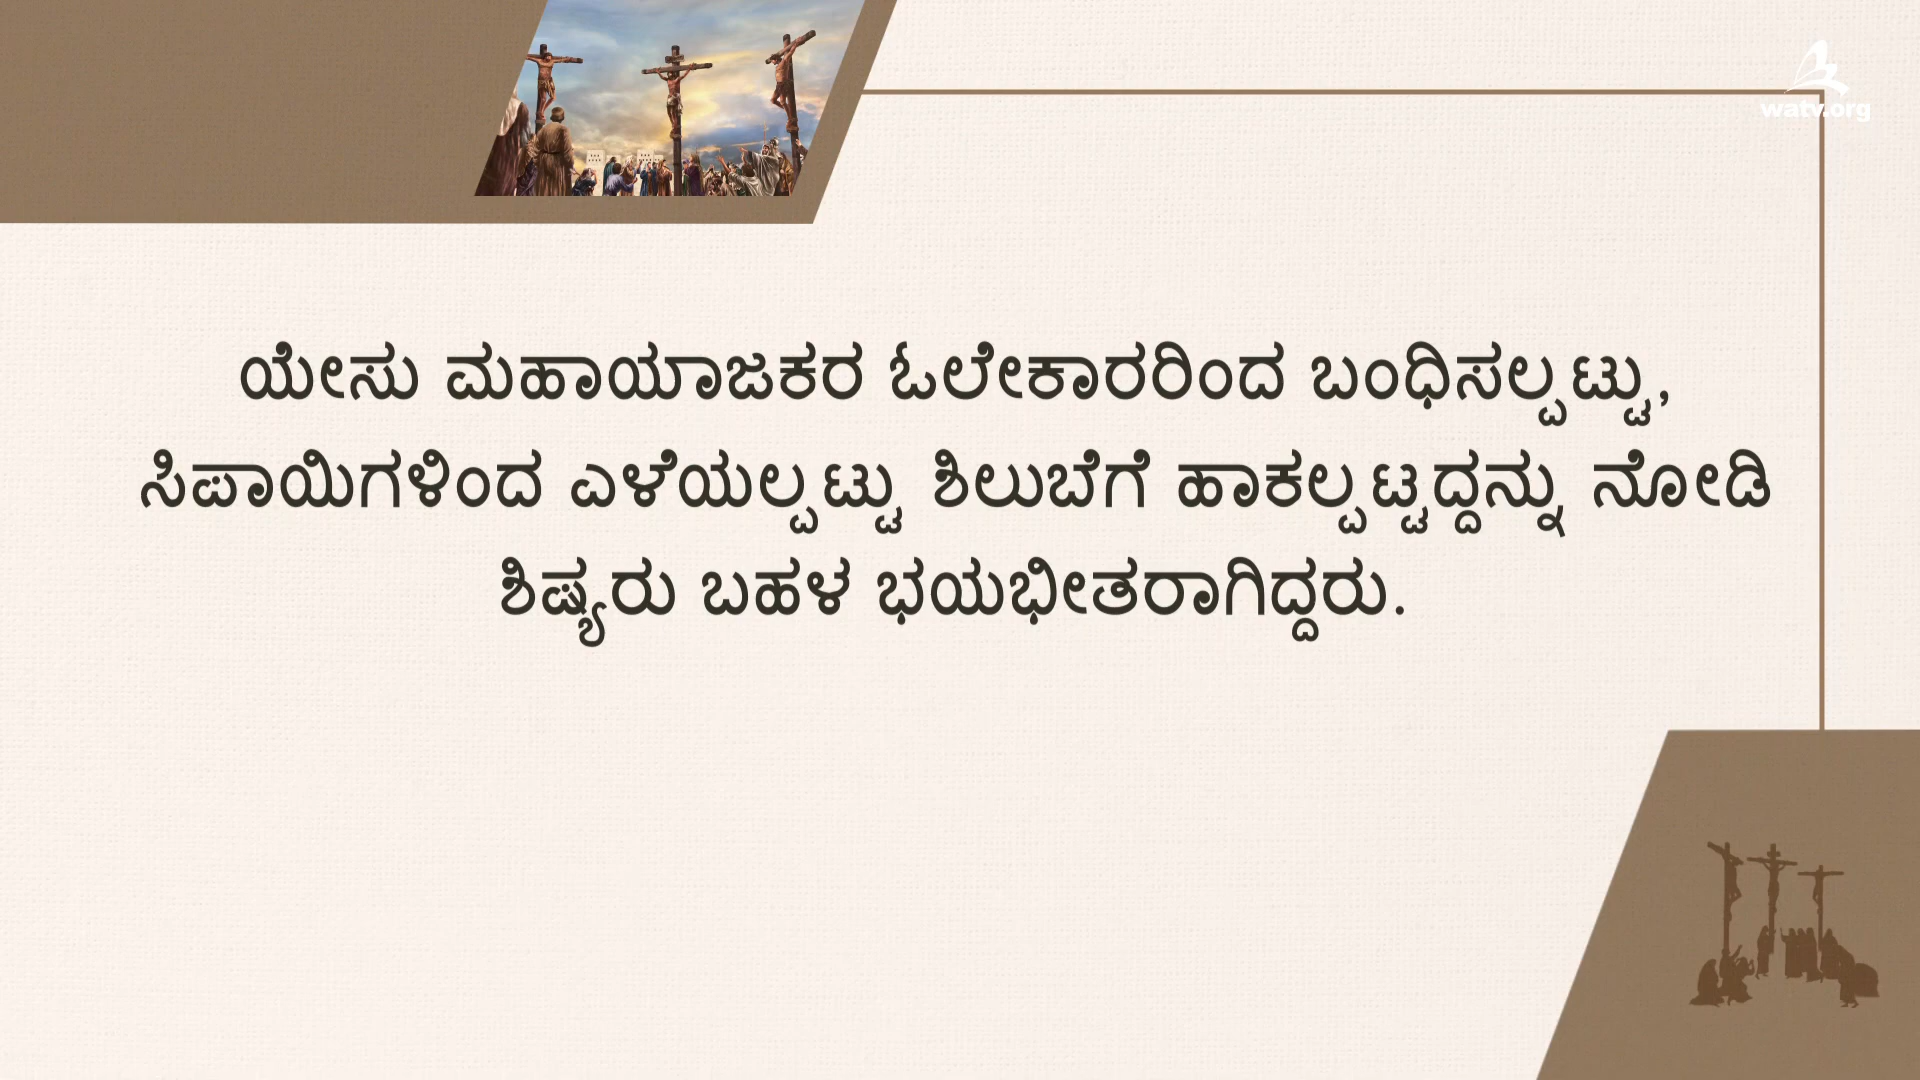 watv.org
ಯೇಸು ಮಹಾಯಾಜಕರ ಓಲೇಕಾರರಿಂದ ಬಂಧಿಸಲ್ಪಟ್ಟು,
ಸಿಪಾಯಿಗಳಿಂದ ಎಳೆಯಲ್ಪಟ್ಟು ಶಿಲುಬೆಗೆ ಹಾಕಲ್ಪಟ್ಟದ್ದನ್ನು ನೋಡಿ
ಶಿಷ್ಯರು ಬಹಳ ಭಯಭೀತರಾಗಿದ್ದರು.